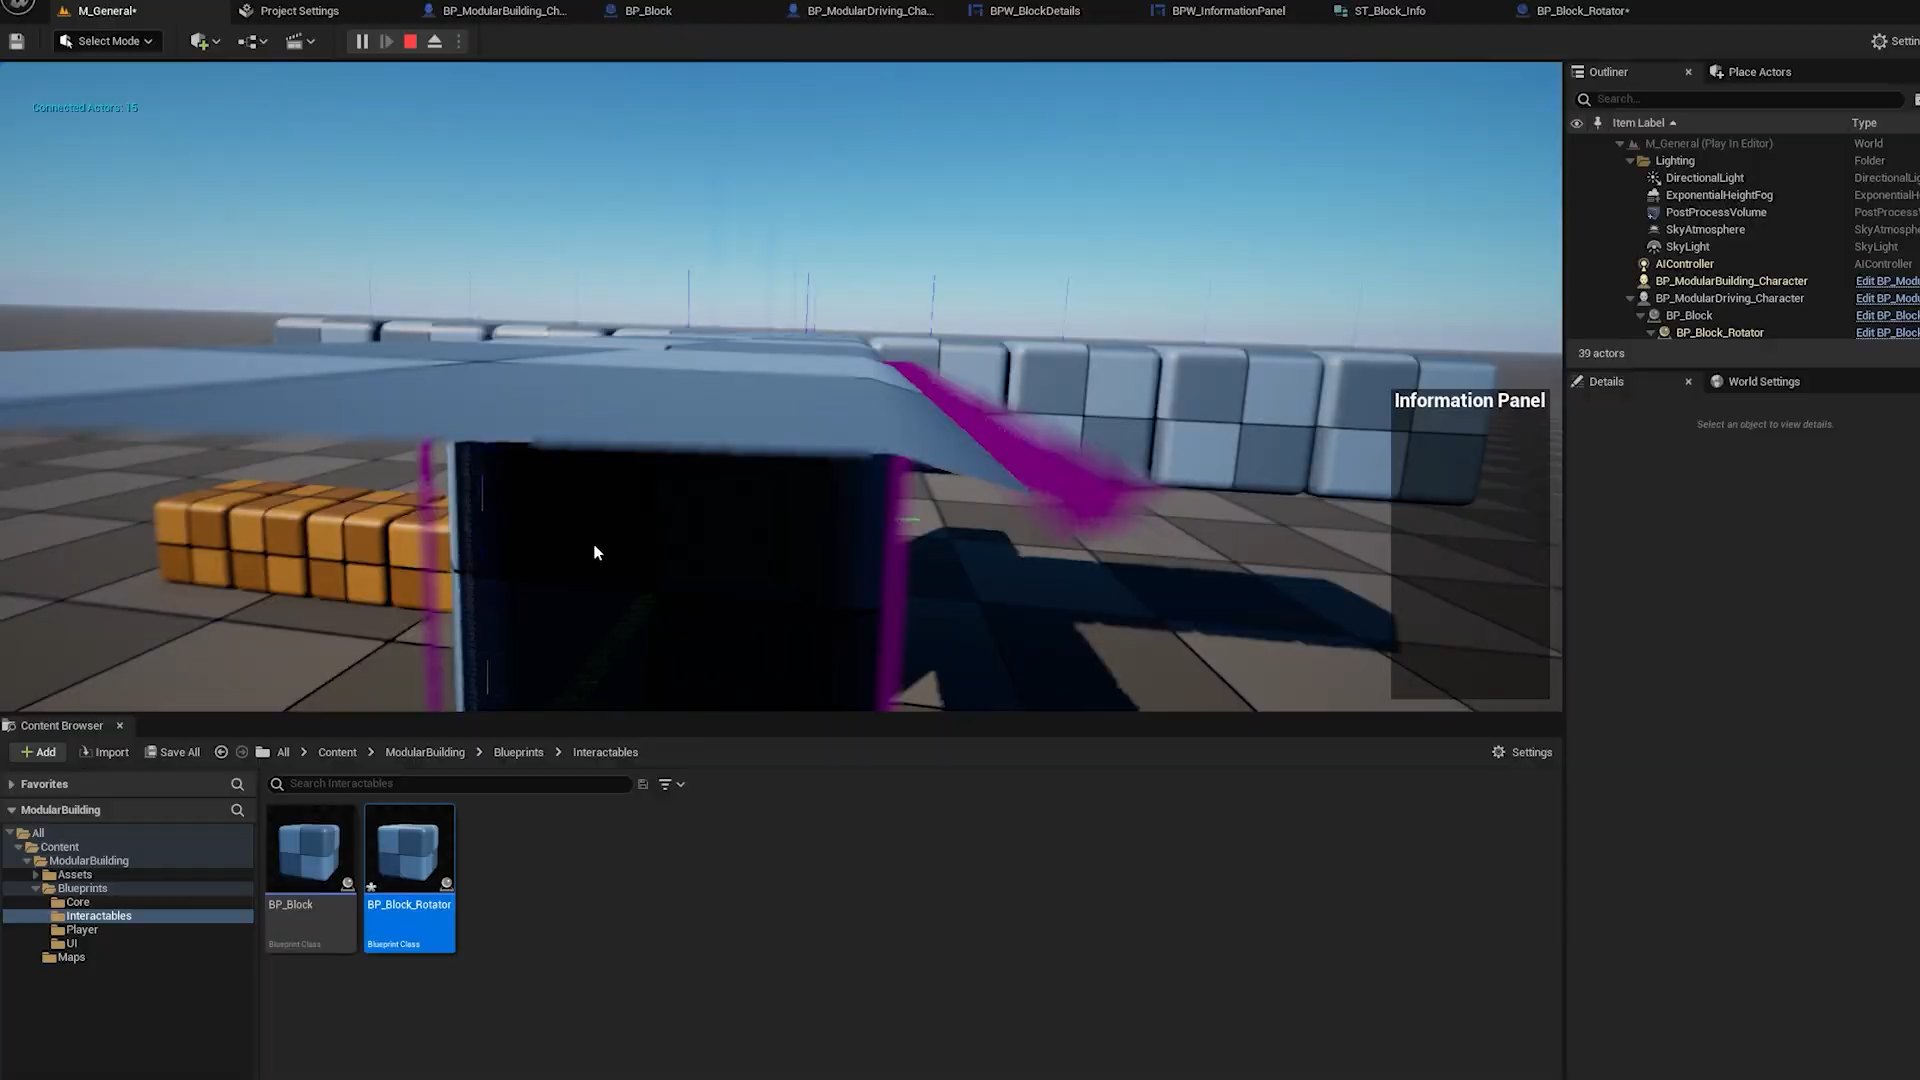 M_General*
Project Settings
BP_ModularBuilding_Ch...
BP_Block
BP_ModularDriving_Cha...
BPW_BlockDetails
BPW_InformationPanel
ST_Block_Info
BP_Block_Rotator*
Select Mode
Settin
Connected Actors: 15
Information Panel
Outliner
Place Actors
Search...
Item Label
Type
M_General (Play In Editor)
World
Lighting
Folder
DirectionalLight
DirectionalLig
ExponentialHeightFog
ExponentialH
PostProcessVolume
PostProcess
SkyAtmosphere
SkyAtmosphe
SkyLight
SkyLight
AIController
AIController
BP_ModularBuilding_Character
Edit BP_Modu
BP_ModularDriving_Character
Edit BP_Modu
BP_Block
Edit BP_Block
BP_Block_Rotator
Edit BP_Block
39 actors
Details
World Settings
Select an object to view details.
Content Browser
Add
Import
Save All
All
Content
ModularBuilding
Blueprints
Interactables
Settings
Favorites
Search Interactables
ModularBuilding
All
Content
ModularBuilding
Assets
Blueprints
Core
Interactables
Player
UI
Maps
BP_Block
Blueprint Class
BP_Block_Rotator
Blueprint Class